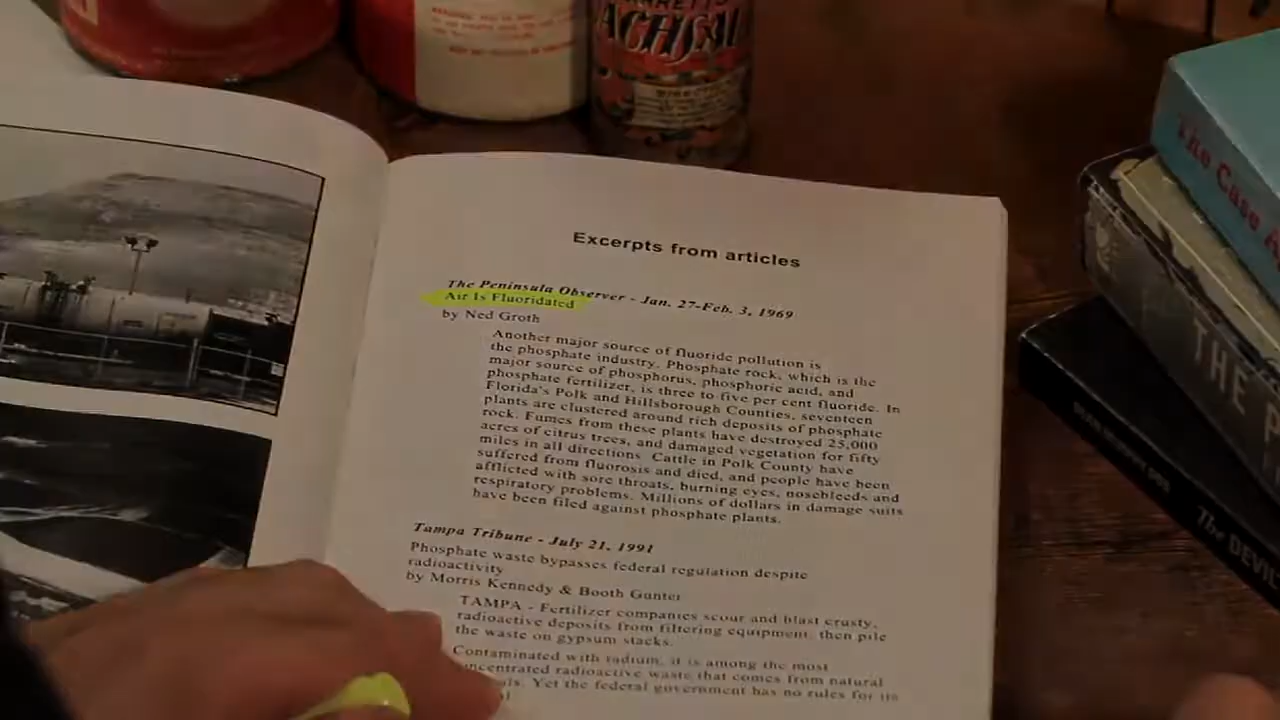 Excerpts from articles
The Peninsula Observer - Jan. 27-Feb. 3, 1969
Air Is Fluoridated
by Ned Groth
Another major source of fluoride pollution is
the phosphate industry. Phosphate rock, which is the
major source of phosphorus, phosphoric acid, and
phosphate fertilizer, is three to five per cent fluoride. In
Florida's Polk and Hillsborough Counties, seventeen
plants are clustered around rich deposits of phosphate
rock. Fumes from these plants have destroyed 25,000
acres of citrus trees, and damaged vegetation for fifty
miles in all directions. Cattle in Polk County have
suffered from fluorosis and died, and people have been
afflicted with sore throats, burning eyes, nosebleeds and
respiratory problems. Millions of dollars in damage suits
have been filed against phosphate plants.
Tampa Tribune - July 21, 1991
Phosphate waste bypasses federal regulation despite
radioactivity
by Morris Kennedy & Booth Gunter
TAMPA - Fertilizer companies scour and blast crusty,
radioactive deposits from filtering equipment, then pile
the waste on gypsum stacks.
Contaminated with radium, it is among the most
radioactive waste that comes from natural
Yet the federal government has no rules for its
The Case
THE
The DEVIL